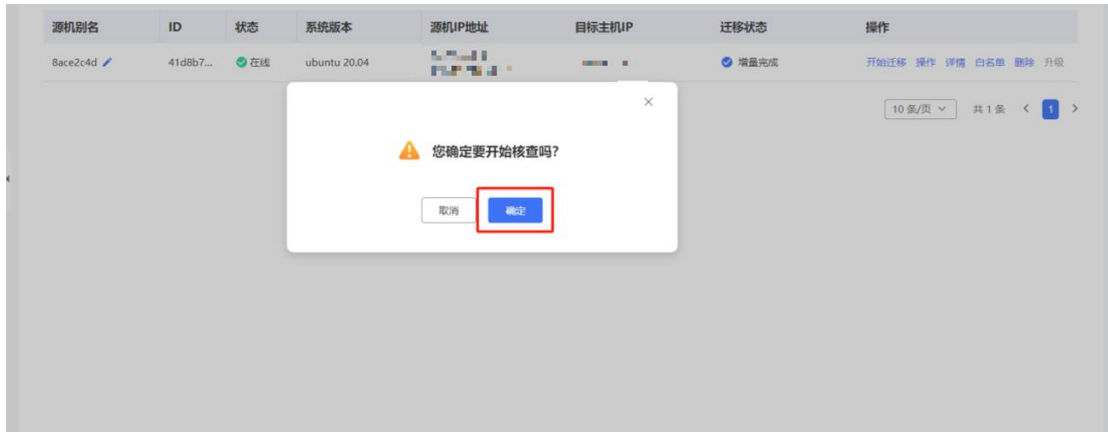 源机别名 ID 状态 系统版本 源机IP地址 目标主机IP 迁移状态 操作
8ace2c4d 41d8b7... 在线 ubuntu 20.04 增量完成 开始迁移 操作 详情 白名单 删除 升级
10 条/页 共 1 条 1
您确定要开始核查吗?
取消 确定